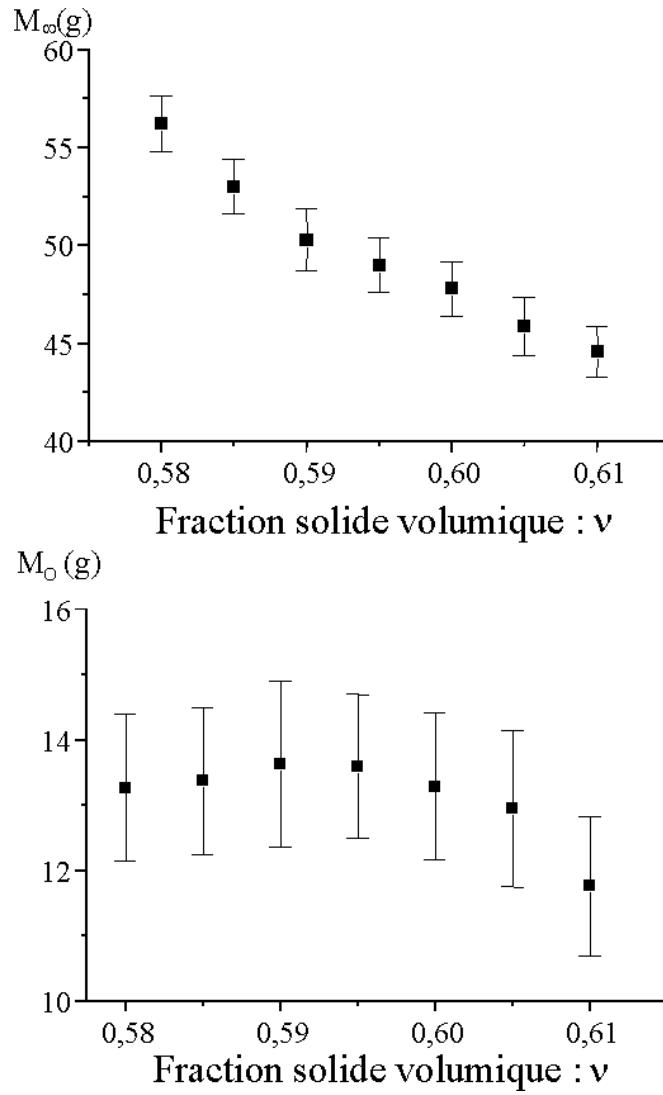 M∞(g)
60
55
50
45
40
0,58 0,59 0,60 0,61
Fraction solide volumique : ν
M₀ (g)
16
14
12
10
0,58 0,59 0,60 0,61
Fraction solide volumique : ν